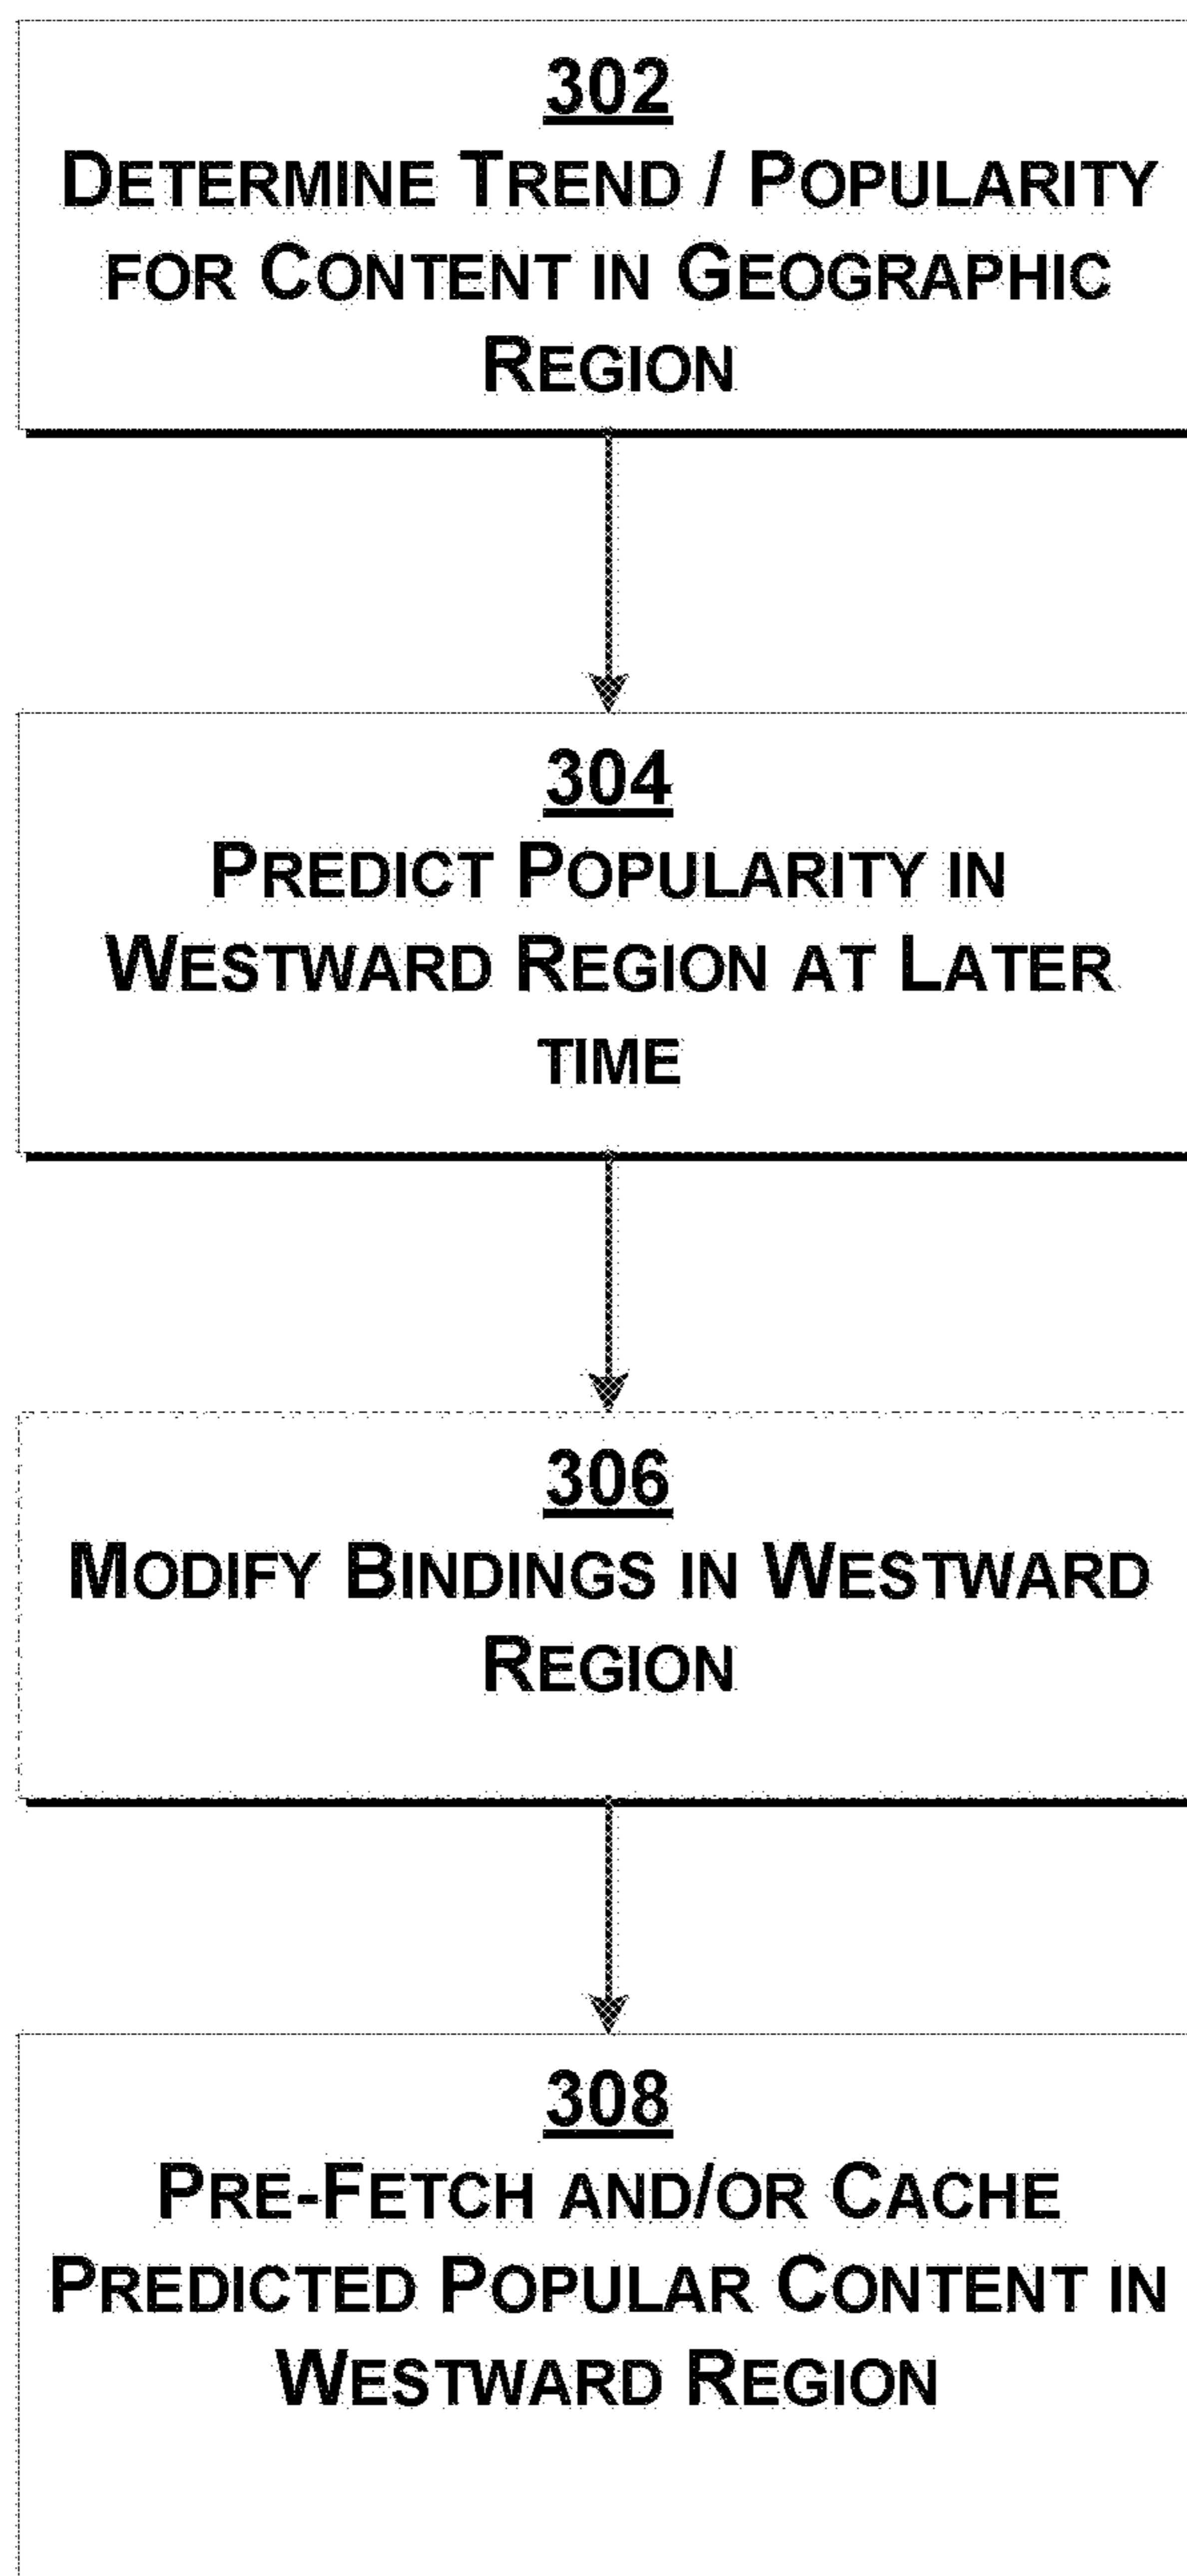 302
Determine Trend / Popularity
for Content in Geographic
Region
304
Predict Popularity in
Westward Region at Later
time
306
Modify Bindings in Westward
Region
308
Pre-Fetch and/or Cache
Predicted Popular Content in
Westward Region